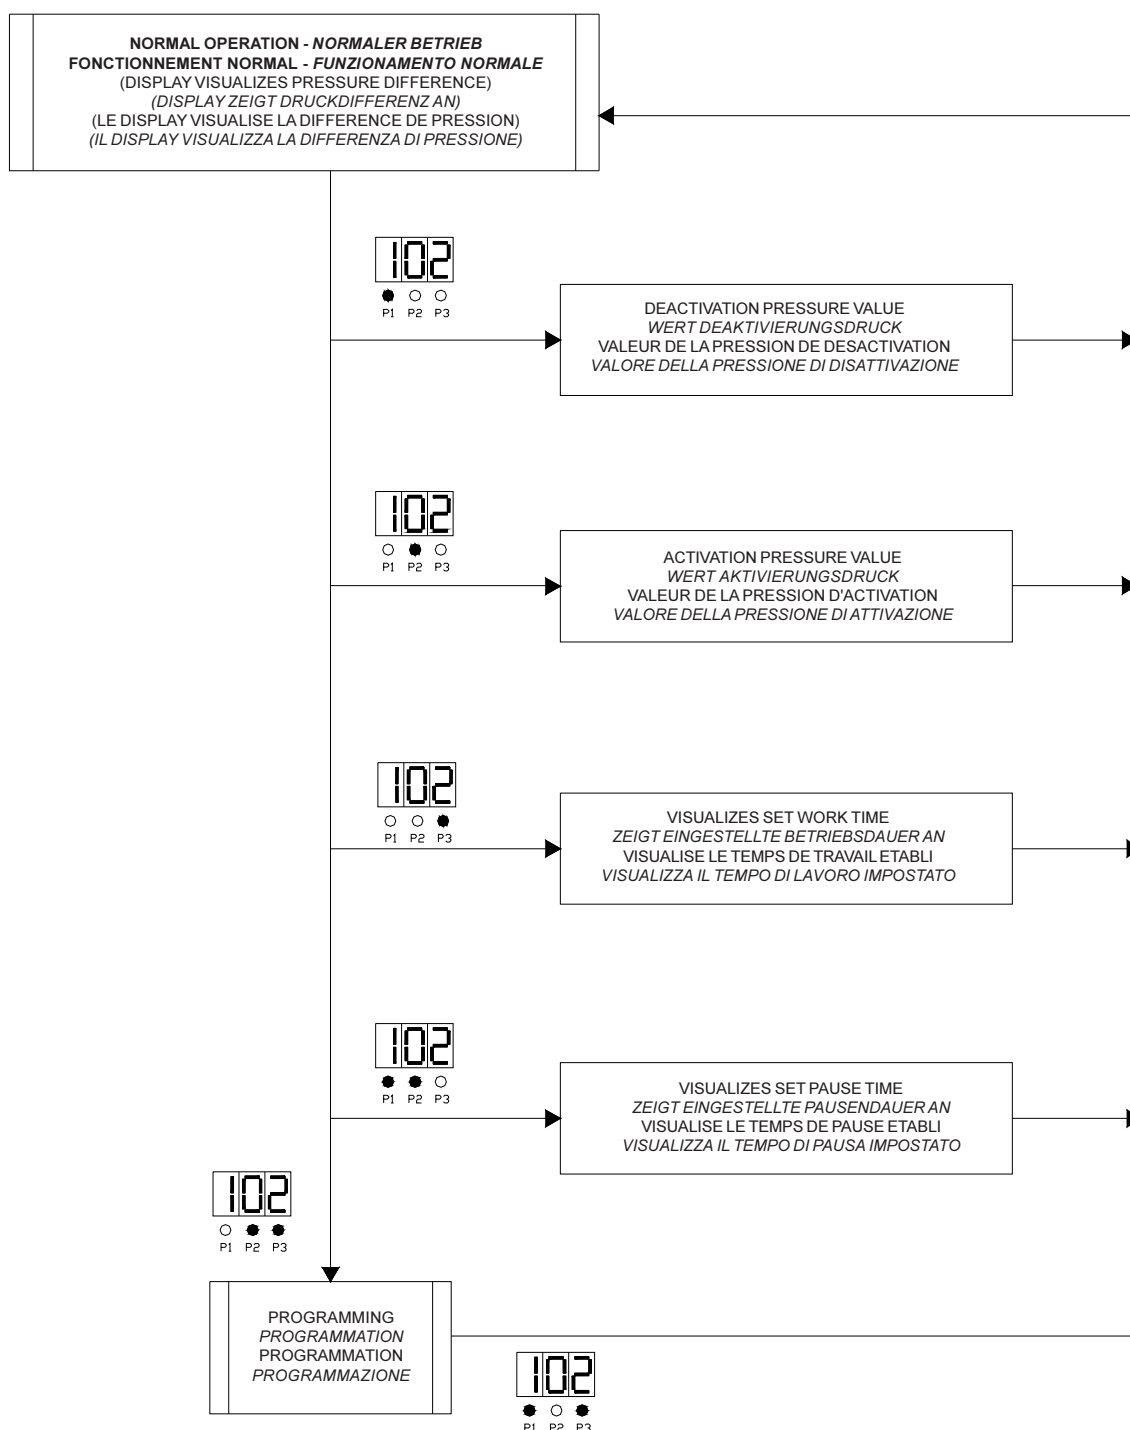 NORMAL OPERATION - NORMALER BETRIEB
FONCTIONNEMENT NORMAL - FUNZIONAMENTO NORMALE
(DISPLAY VISUALIZES PRESSURE DIFFERENCE)
(DISPLAY ZEIGT DRUCKDIFFERENZ AN)
(LE DISPLAY VISUALISE LA DIFFERENCE DE PRESSION)
(IL DISPLAY VISUALIZZA LA DIFFERENZA DI PRESSIONE)
102
P1 P2 P3
DEACTIVATION PRESSURE VALUE
WERT DEAKTIVIERUNGSDRUCK
VALEUR DE LA PRESSION DE DESACTIVATION
VALORE DELLA PRESSIONE DI DISATTIVAZIONE
102
P1 P2 P3
ACTIVATION PRESSURE VALUE
WERT AKTIVIERUNGSDRUCK
VALEUR DE LA PRESSION D'ACTIVATION
VALORE DELLA PRESSIONE DI ATTIVAZIONE
102
P1 P2 P3
VISUALIZES SET WORK TIME
ZEIGT EINGESTELLTE BETRIEBSDAUER AN
VISUALISE LE TEMPS DE TRAVAIL ETABLI
VISUALIZZA IL TEMPO DI LAVORO IMPOSTATO
102
P1 P2 P3
VISUALIZES SET PAUSE TIME
ZEIGT EINGESTELLTE PAUSENDAUER AN
VISUALISE LE TEMPS DE PAUSE ETABLI
VISUALIZZA IL TEMPO DI PAUSA IMPOSTATO
102
P1 P2 P3
PROGRAMMING
PROGRAMMATION
PROGRAMMATION
PROGRAMMAZIONE
102
P1 P2 P3